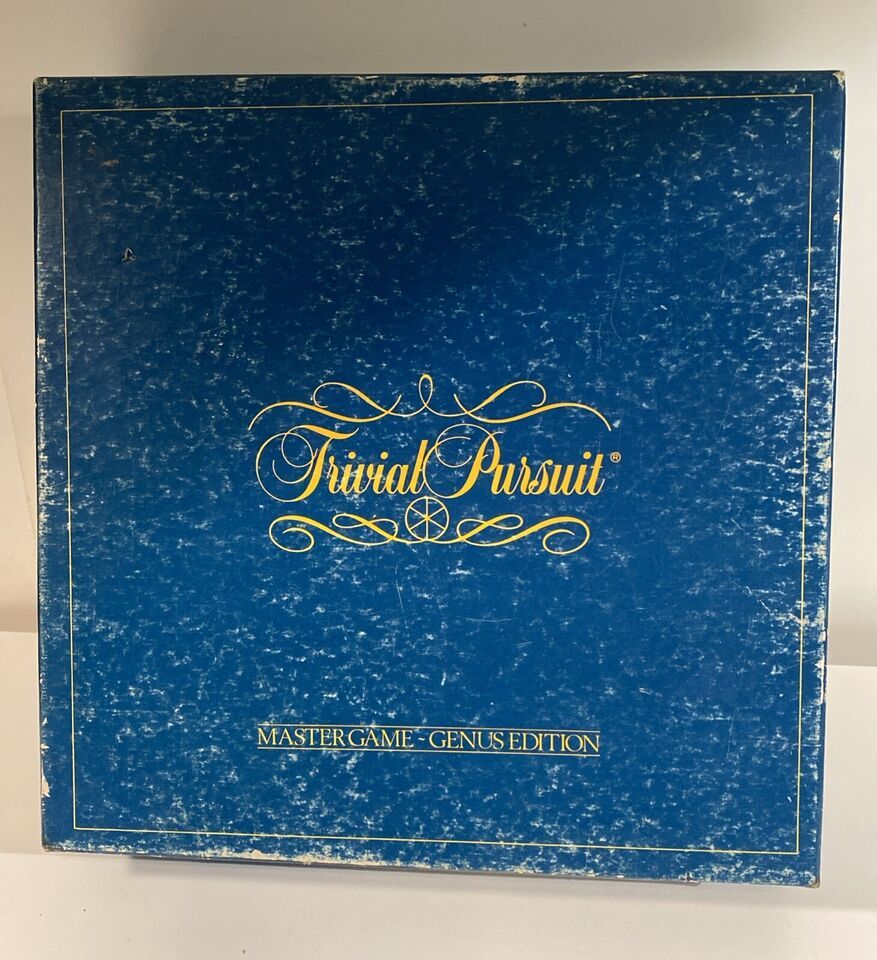 Trivial Pursuit®
MASTER GAME - GENUS EDITION